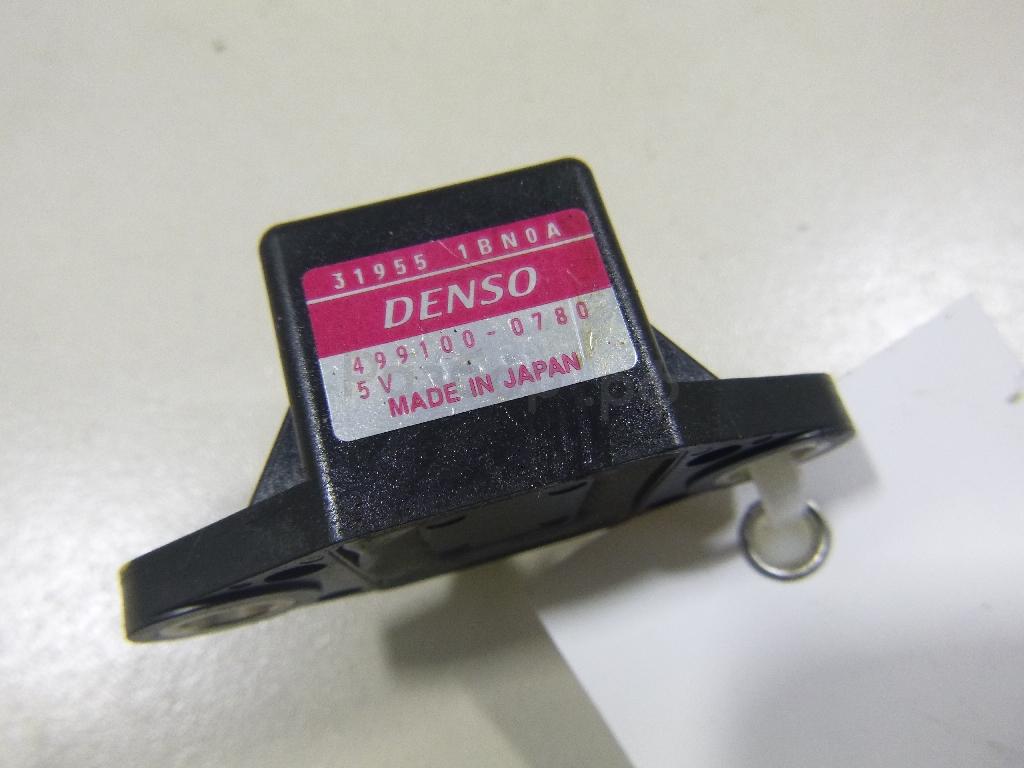 31955 1BN0A
DENSO
499100-0780
5V
MADE IN JAPAN